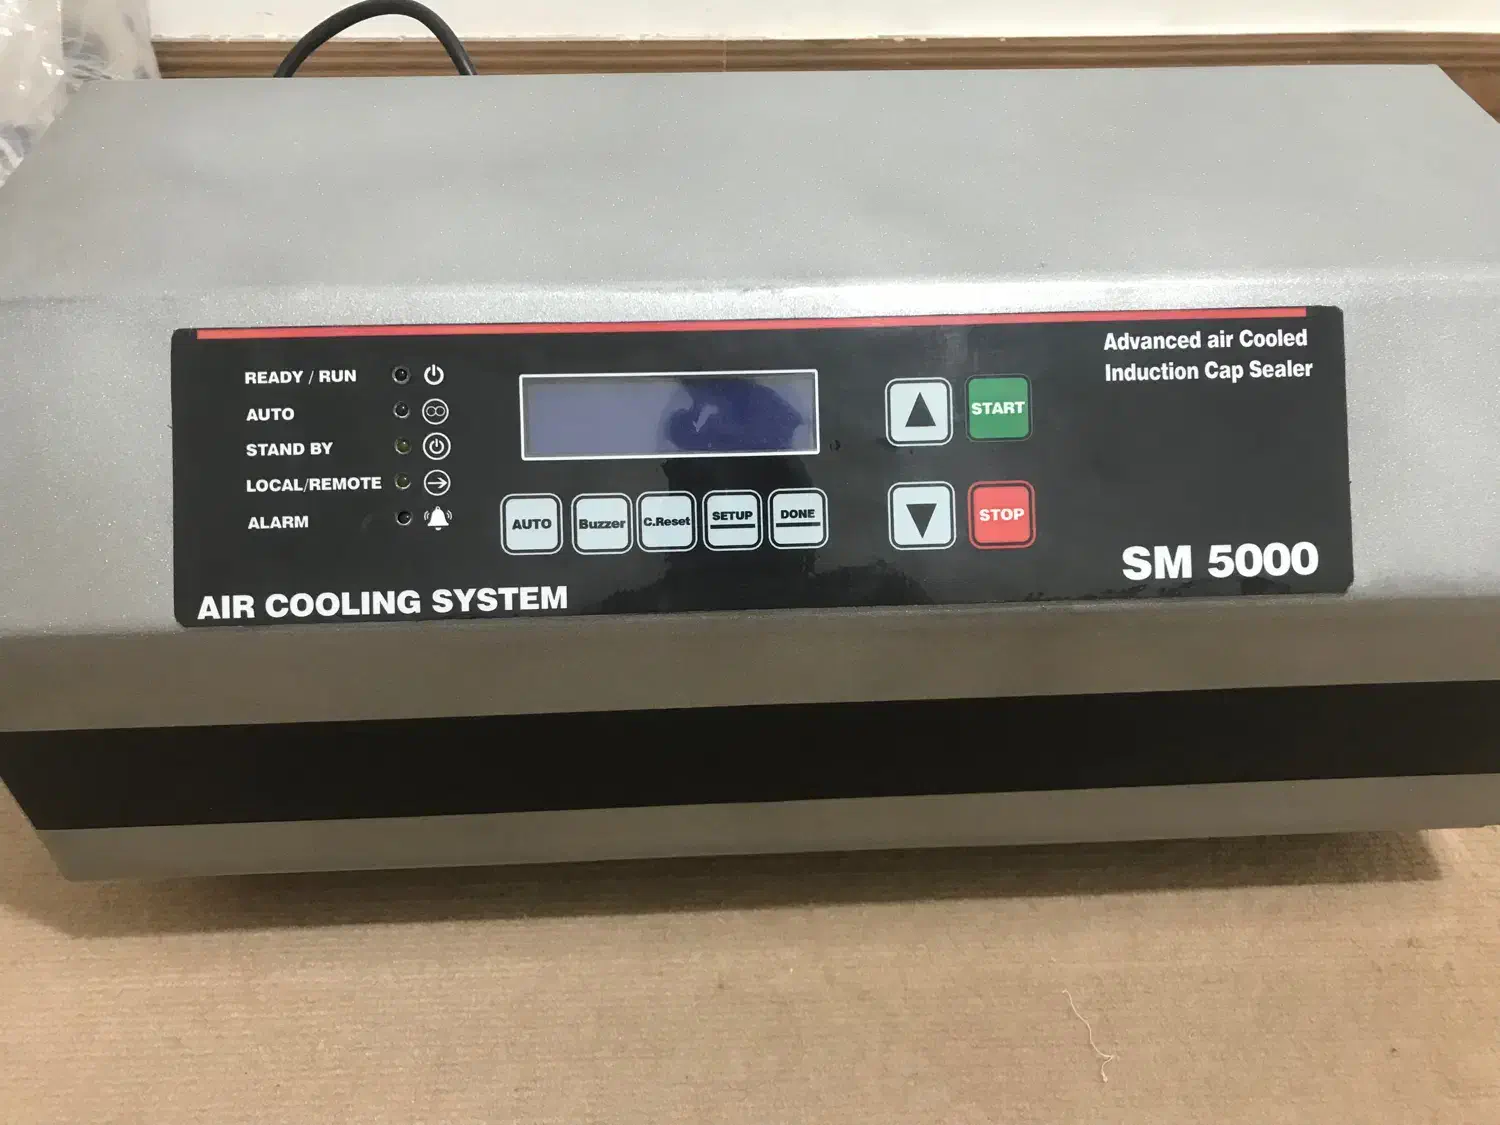 Advanced air Cooled
Induction Cap Sealer
READY / RUN
AUTO
STAND BY
LOCAL/REMOTE
ALARM
START
STOP
AUTO
Buzzer
C.Reset
SETUP
DONE
SM 5000
AIR COOLING SYSTEM